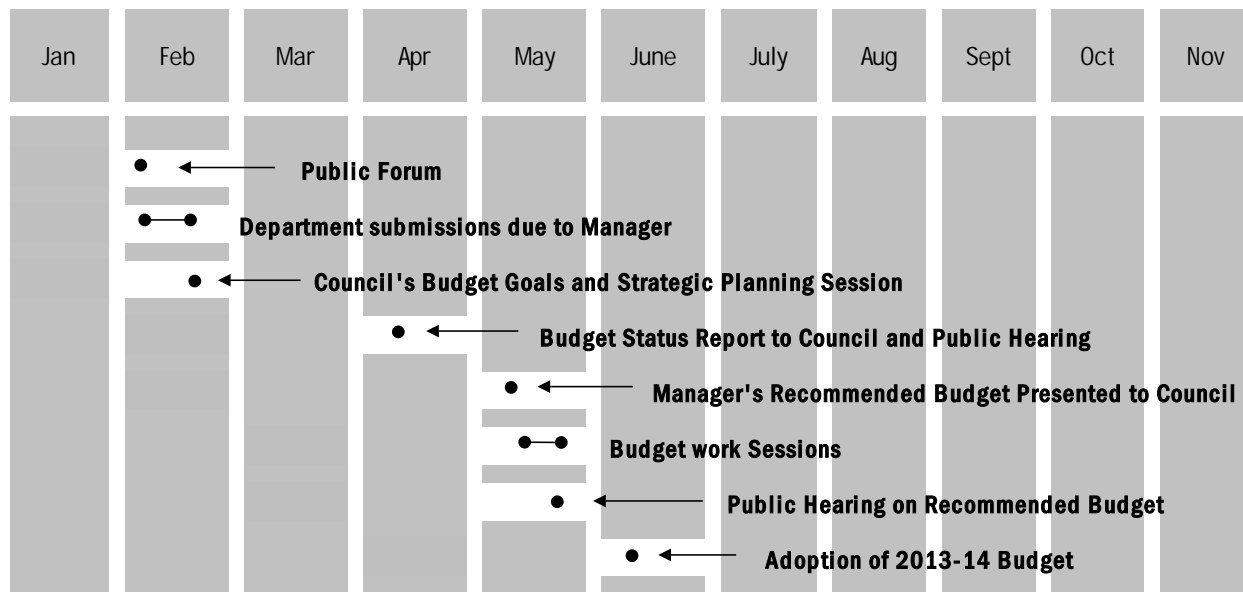 Jan Feb Mar Apr May June July Aug Sept Oct Nov
Public Forum
Department submissions due to Manager
Council's Budget Goals and Strategic Planning Session
Budget Status Report to Council and Public Hearing
Manager's Recommended Budget Presented to Council
Budget work Sessions
Public Hearing on Recommended Budget
Adoption of 2013-14 Budget